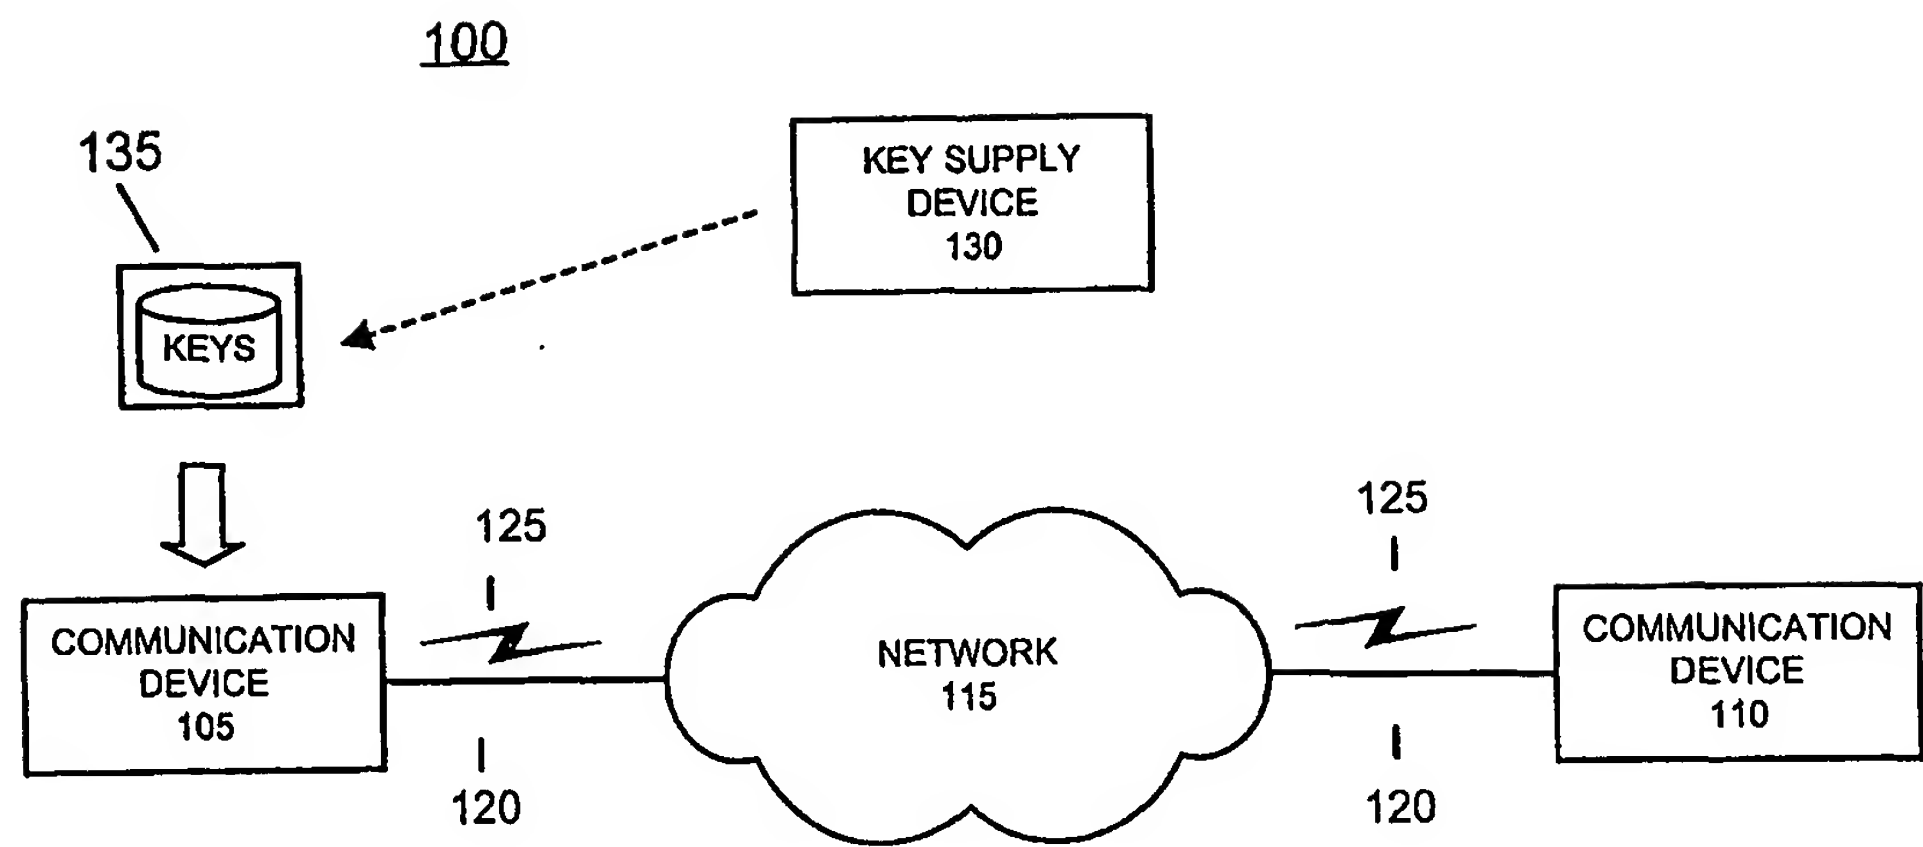 100
135
KEY SUPPLY
DEVICE
130
KEYS
125
125
COMMUNICATION
DEVICE
105
NETWORK
115
COMMUNICATION
DEVICE
110
120
120